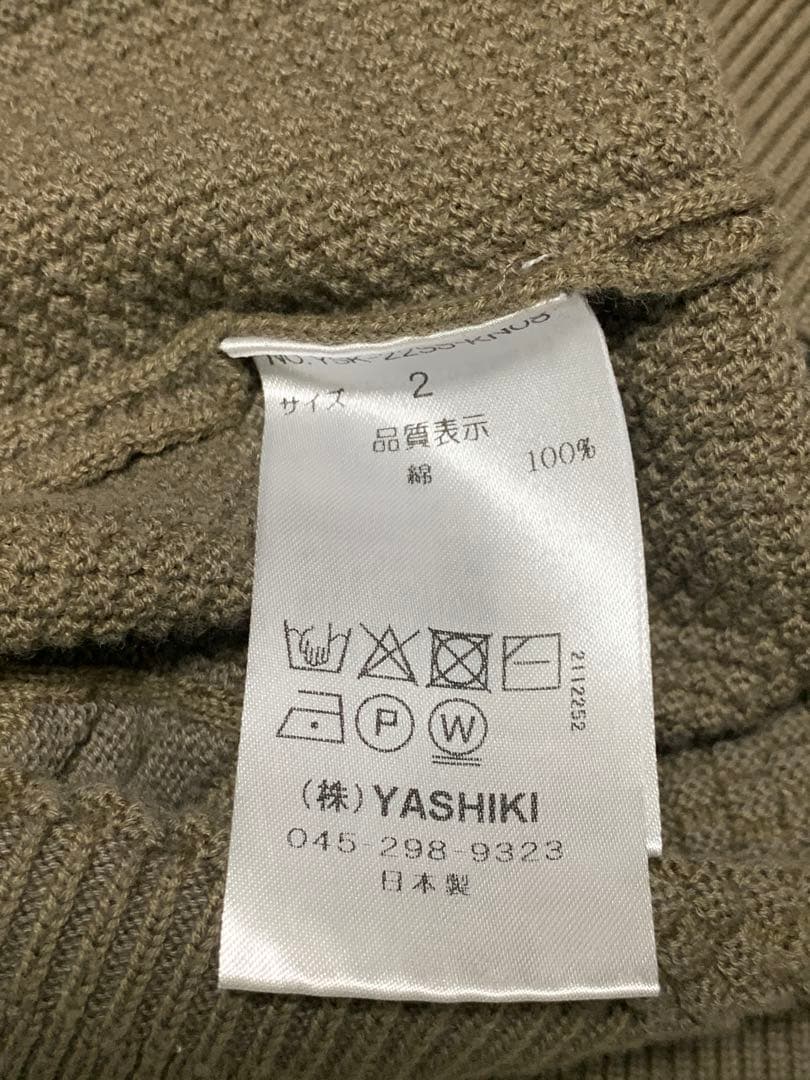 サイズ 2
品質表示
綿 100%
2112252
P W
(株) YASHIKI
045-298-9323
日本製